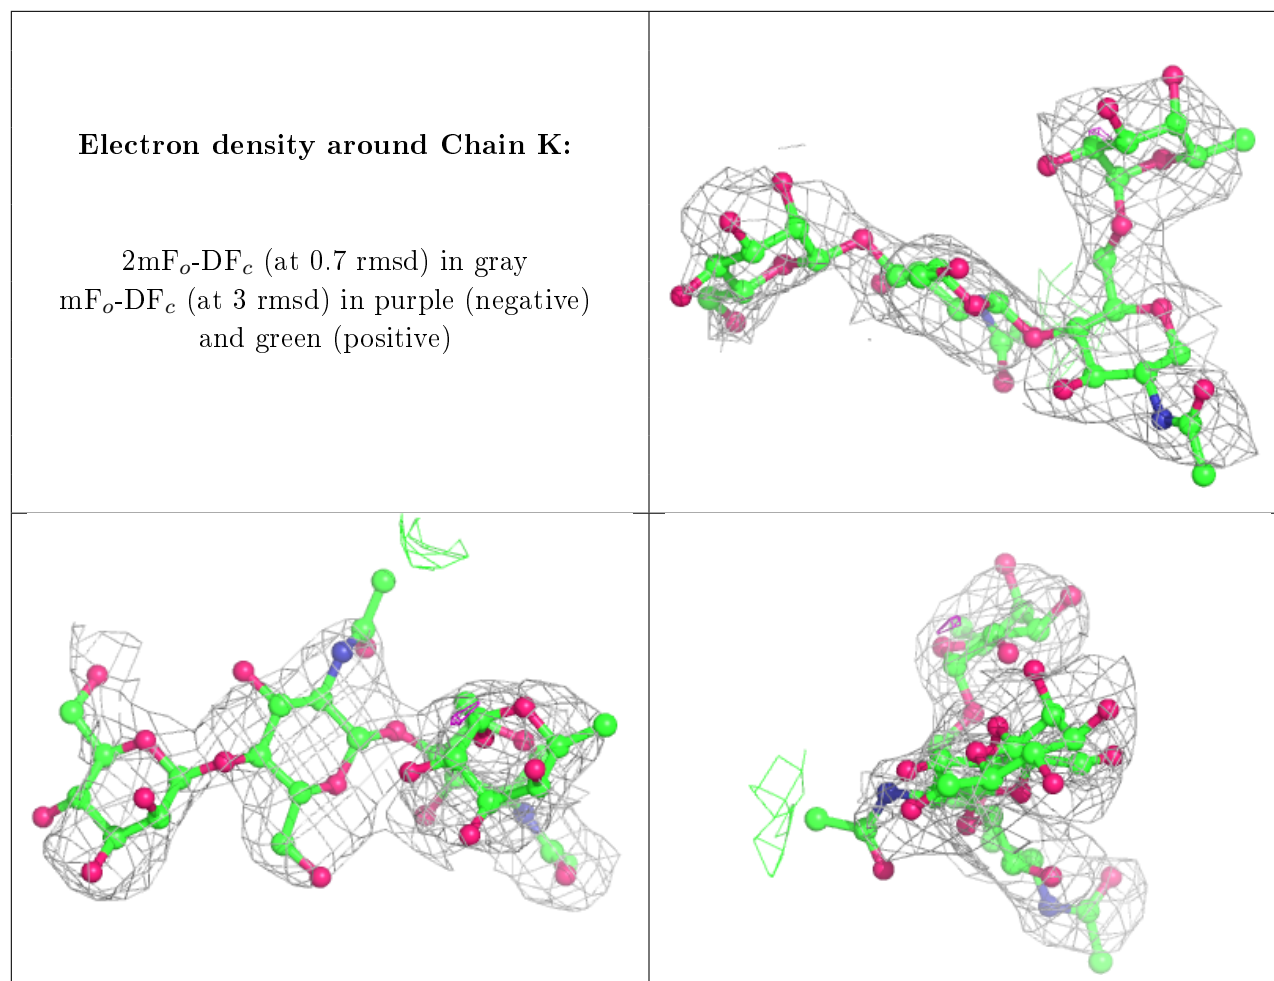 Electron density around Chain K:
2mFₒ-DF𝑐 (at 0.7 rmsd) in gray
mFₒ-DF𝑐 (at 3 rmsd) in purple (negative)
and green (positive)